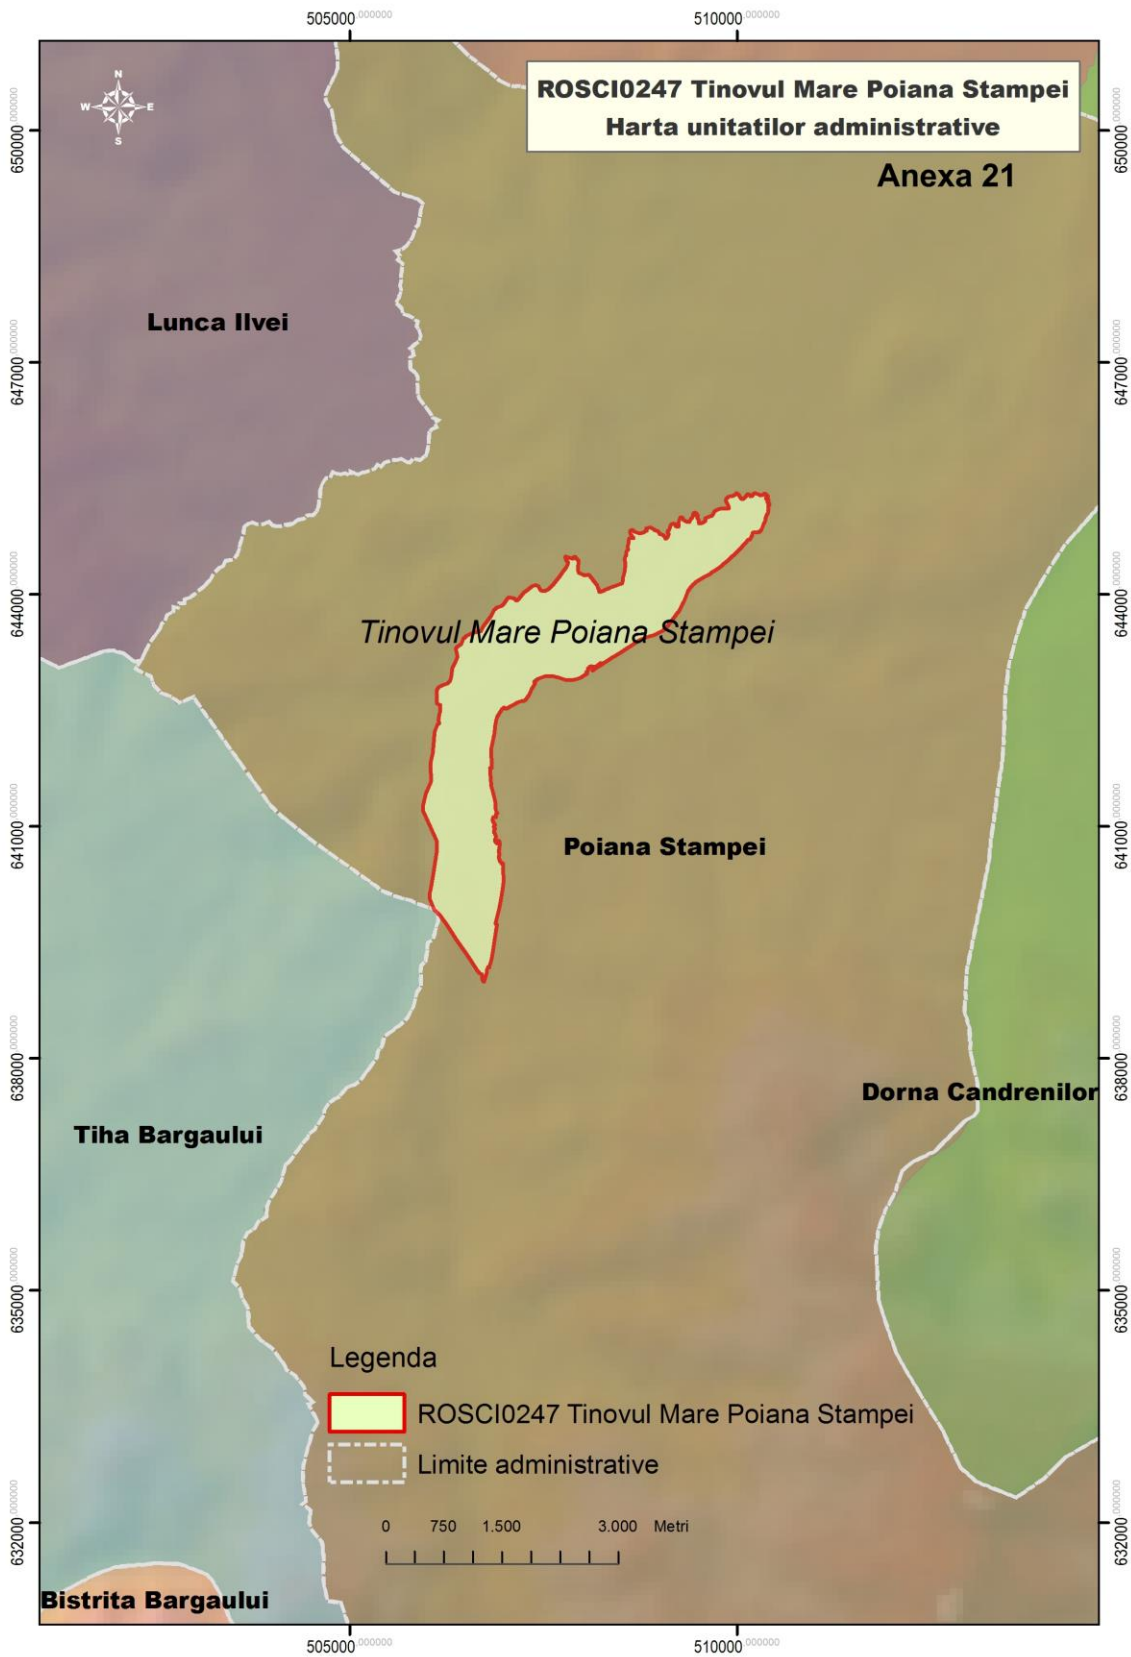 505000.000000 510000.000000
N
W E
S
ROSCI0247 Tinovul Mare Poiana Stampei
Harta unitatilor administrative
Anexa 21
650000.000000 650000.000000
Lunca Ilvei
647000.000000 647000.000000
644000.000000 644000.000000
Tinovul Mare Poiana Stampei
641000.000000 641000.000000
Poiana Stampei
638000.000000 638000.000000
Dorna Candrenilor
Tiha Bargaului
635000.000000 635000.000000
Legenda
ROSCI0247 Tinovul Mare Poiana Stampei
Limite administrative
632000.000000 632000.000000
0 750 1.500 3.000 Metri
Bistrita Bargaului
505000.000000 510000.000000